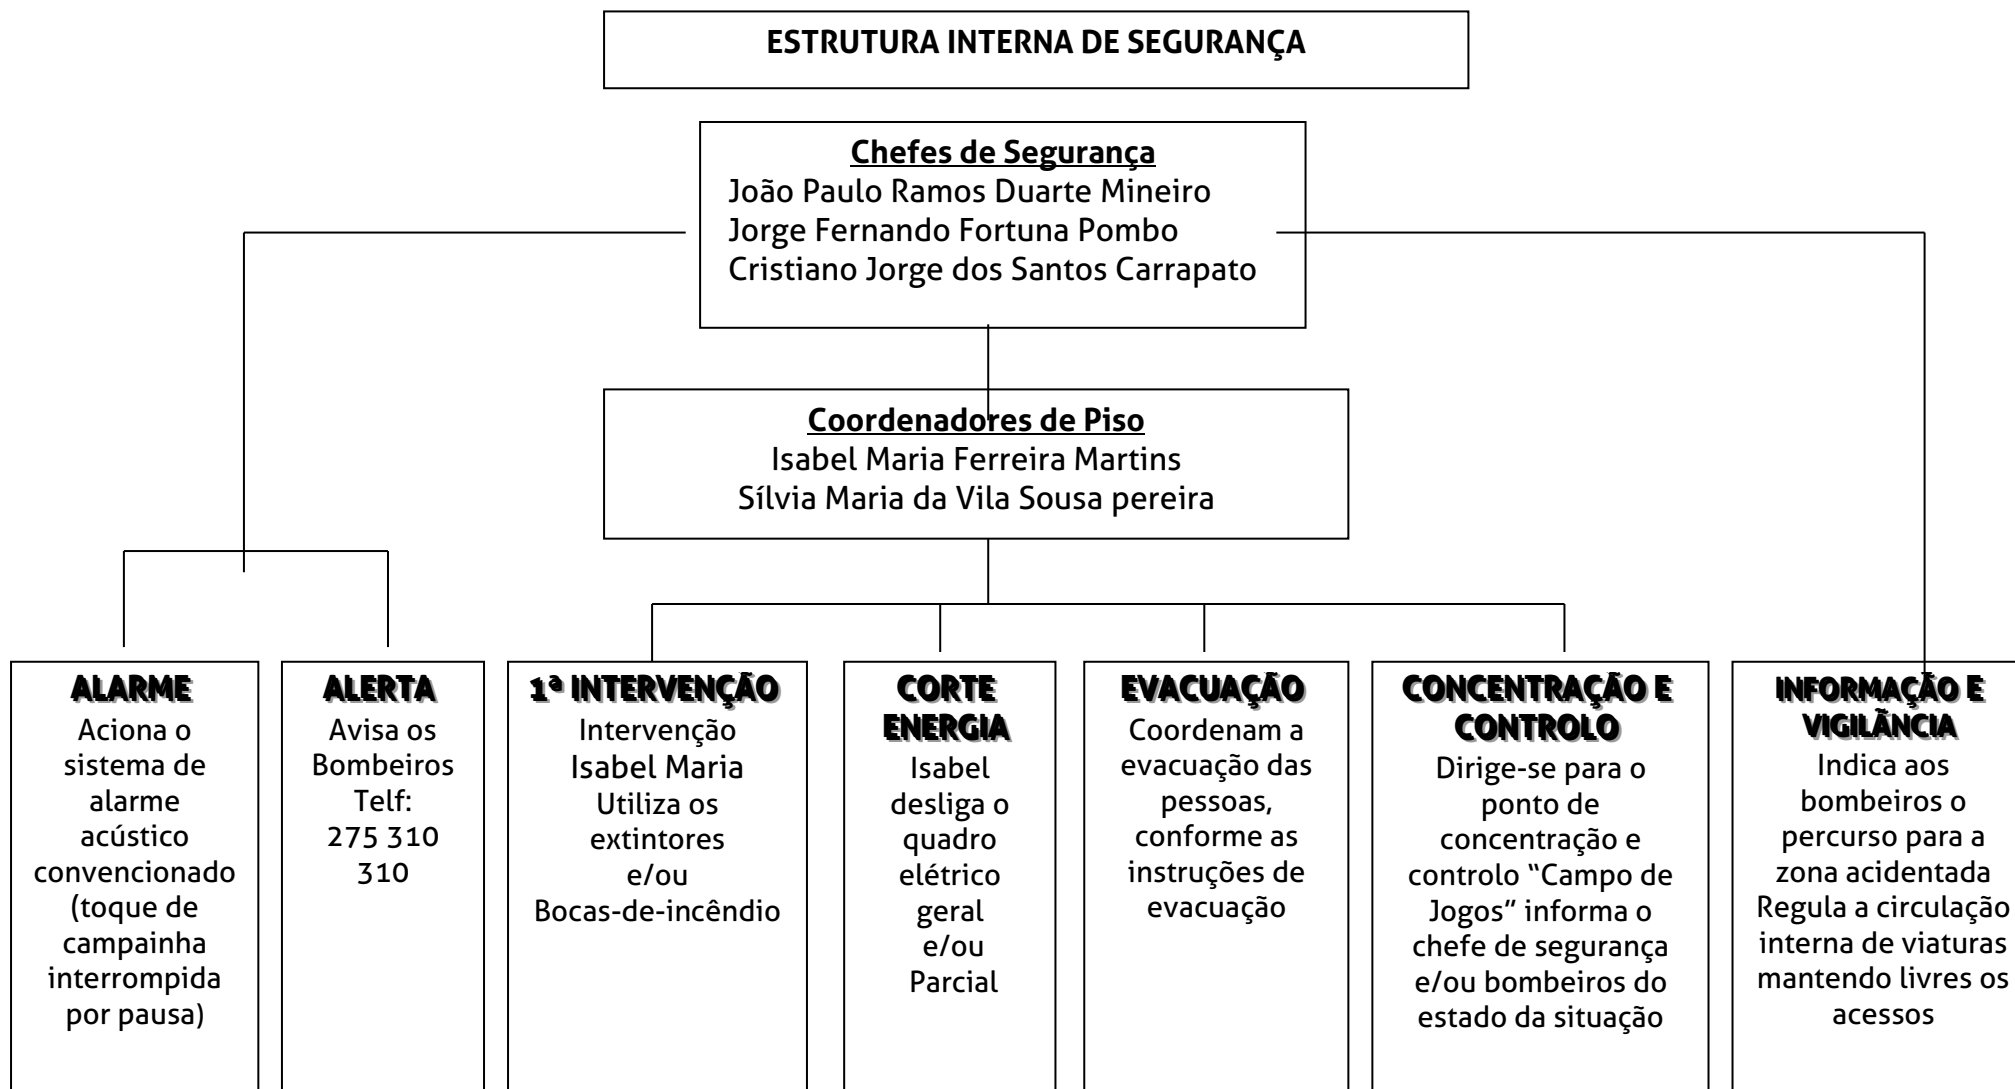 ESTRUTURA INTERNA DE SEGURANÇA
Chefes de Segurança
João Paulo Ramos Duarte Mineiro
Jorge Fernando Fortuna Pombo
Cristiano Jorge dos Santos Carrapato
Coordenadores de Piso
Isabel Maria Ferreira Martins
Sílvia Maria da Vila Sousa pereira
ALARME
Aciona o
sistema de
alarme
acústico
convencionado
(toque de
campainha
interrompida
por pausa)
ALERTA
Avisa os
Bombeiros
Telf:
275 310
310
1ª INTERVENÇÃO
Intervenção
Isabel Maria
Utiliza os
extintores
e/ou
Bocas-de-incêndio
CORTE
ENERGIA
Isabel
desliga o
quadro
elétrico
geral
e/ou
Parcial
EVACUAÇÃO
Coordenam a
evacuação das
pessoas,
conforme as
instruções de
evacuação
CONCENTRAÇÃO E
CONTROLO
Dirige-se para o
ponto de
concentração e
controlo “Campo de
Jogos” informa o
chefe de segurança
e/ou bombeiros do
estado da situação
INFORMAÇÃO E
VIGILÃNCIA
Indica aos
bombeiros o
percurso para a
zona acidentada
Regula a circulação
interna de viaturas
mantendo livres os
acessos